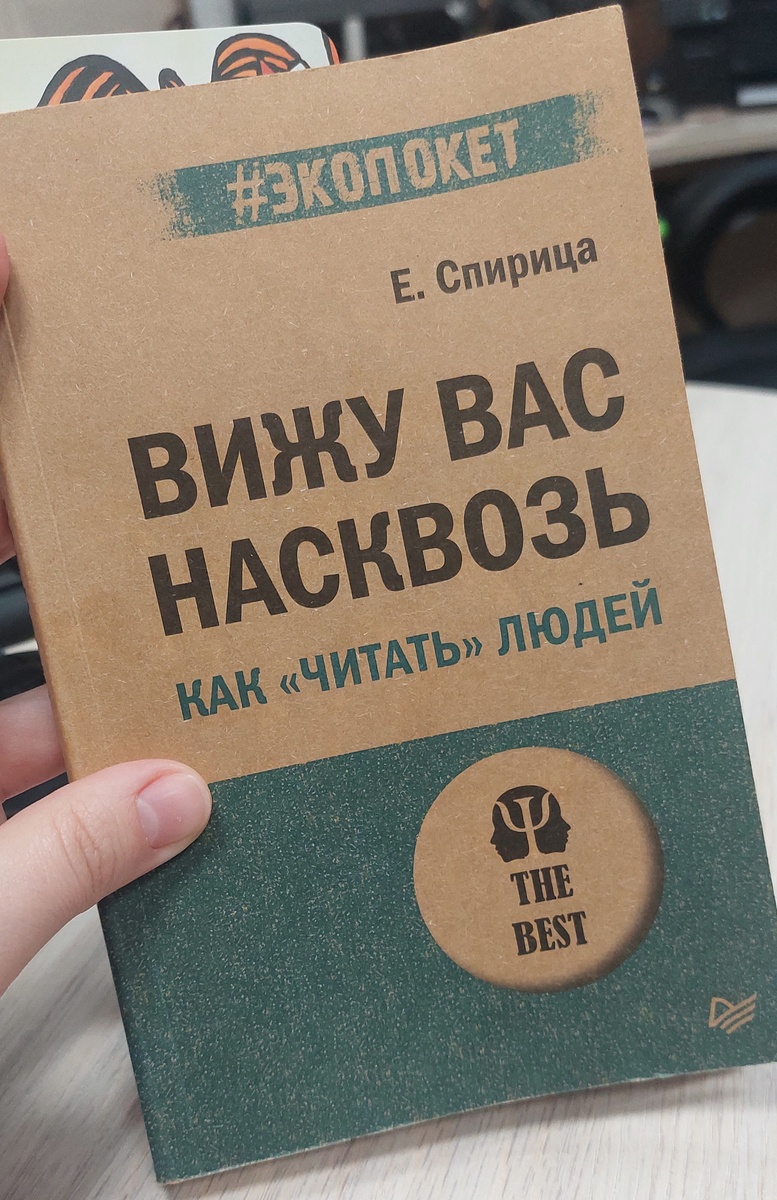 #ЭКОПОКЕТ
Е. Спирица
ВИЖУ ВАС
НАСКВОЗЬ
КАК «ЧИТАТЬ» ЛЮДЕЙ
Ψ
THE
BEST